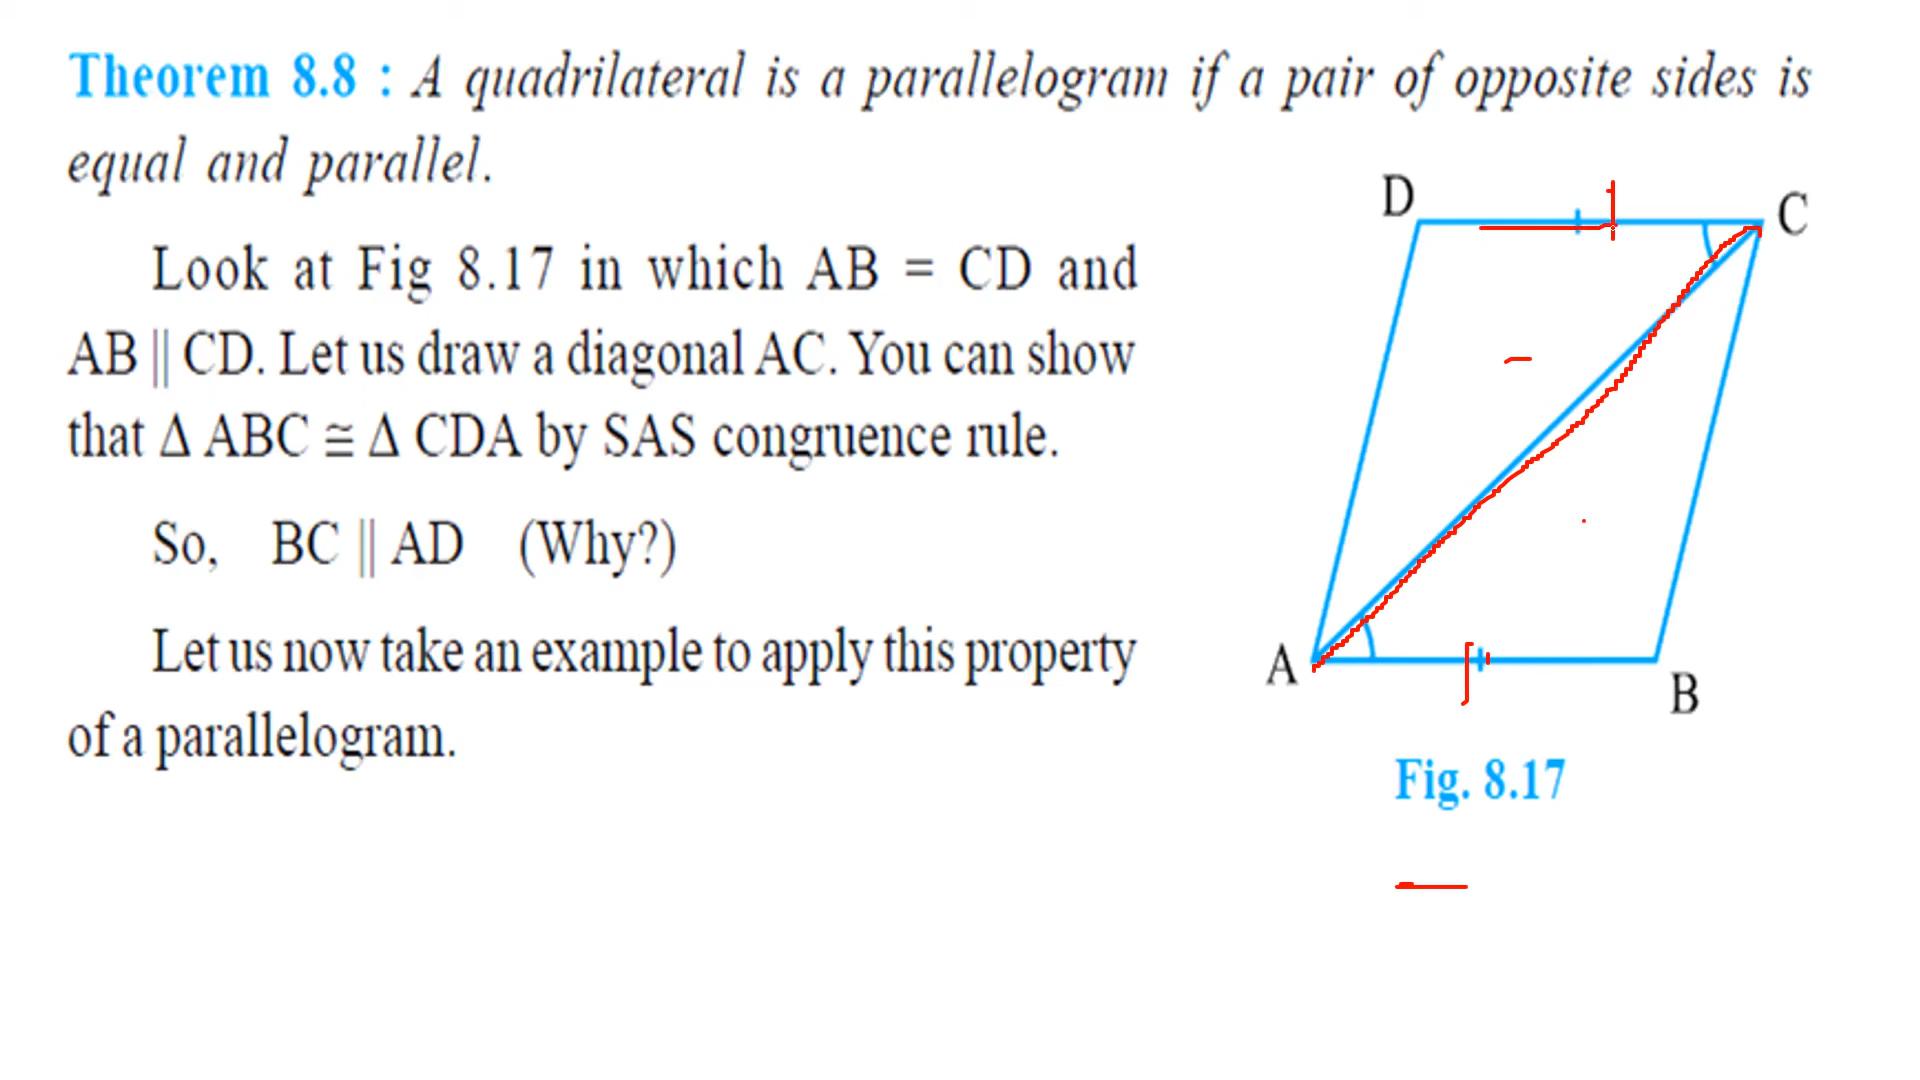 Theorem 8.8 : A quadrilateral is a parallelogram if a pair of opposite sides is
equal and parallel.
Look at Fig 8.17 in which AB = CD and
AB || CD. Let us draw a diagonal AC. You can show
that Δ ABC ≅ Δ CDA by SAS congruence rule.
So, BC || AD (Why?)
Let us now take an example to apply this property
of a parallelogram.
D
C
A
B
Fig. 8.17